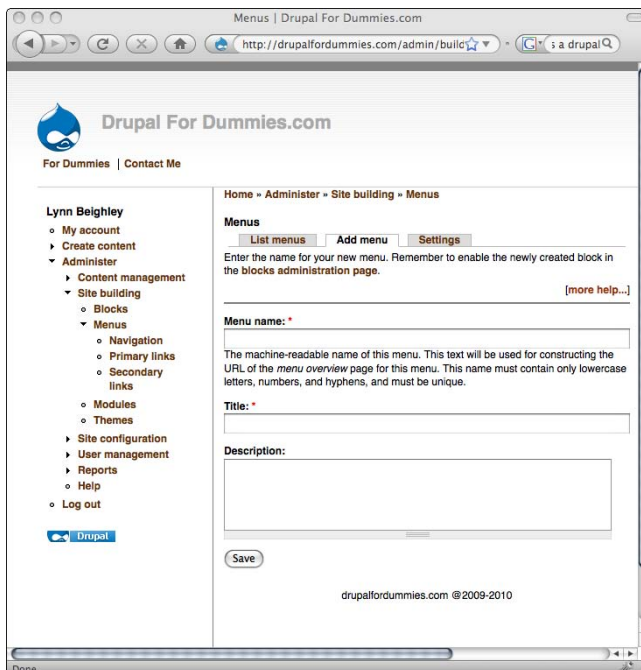 Menus | Drupal For Dummies.com
http://drupalfordummies.com/admin/build
s a drupal
Drupal For Dummies.com
For Dummies | Contact Me
Lynn Beighley
My account
Create content
Administer
Content management
Site building
Blocks
Menus
Navigation
Primary links
Secondary
links
Modules
Themes
Site configuration
User management
Reports
Help
Log out
Drupal
Home » Administer » Site building » Menus
Menus
List menus Add menu Settings
Enter the name for your new menu. Remember to enable the newly created block in
the blocks administration page.
[more help...]
Menu name: *
The machine-readable name of this menu. This text will be used for constructing the
URL of the menu overview page for this menu. This name must contain only lowercase
letters, numbers, and hyphens, and must be unique.
Title: *
Description:
Save
drupalfordummies.com @2009-2010
Done